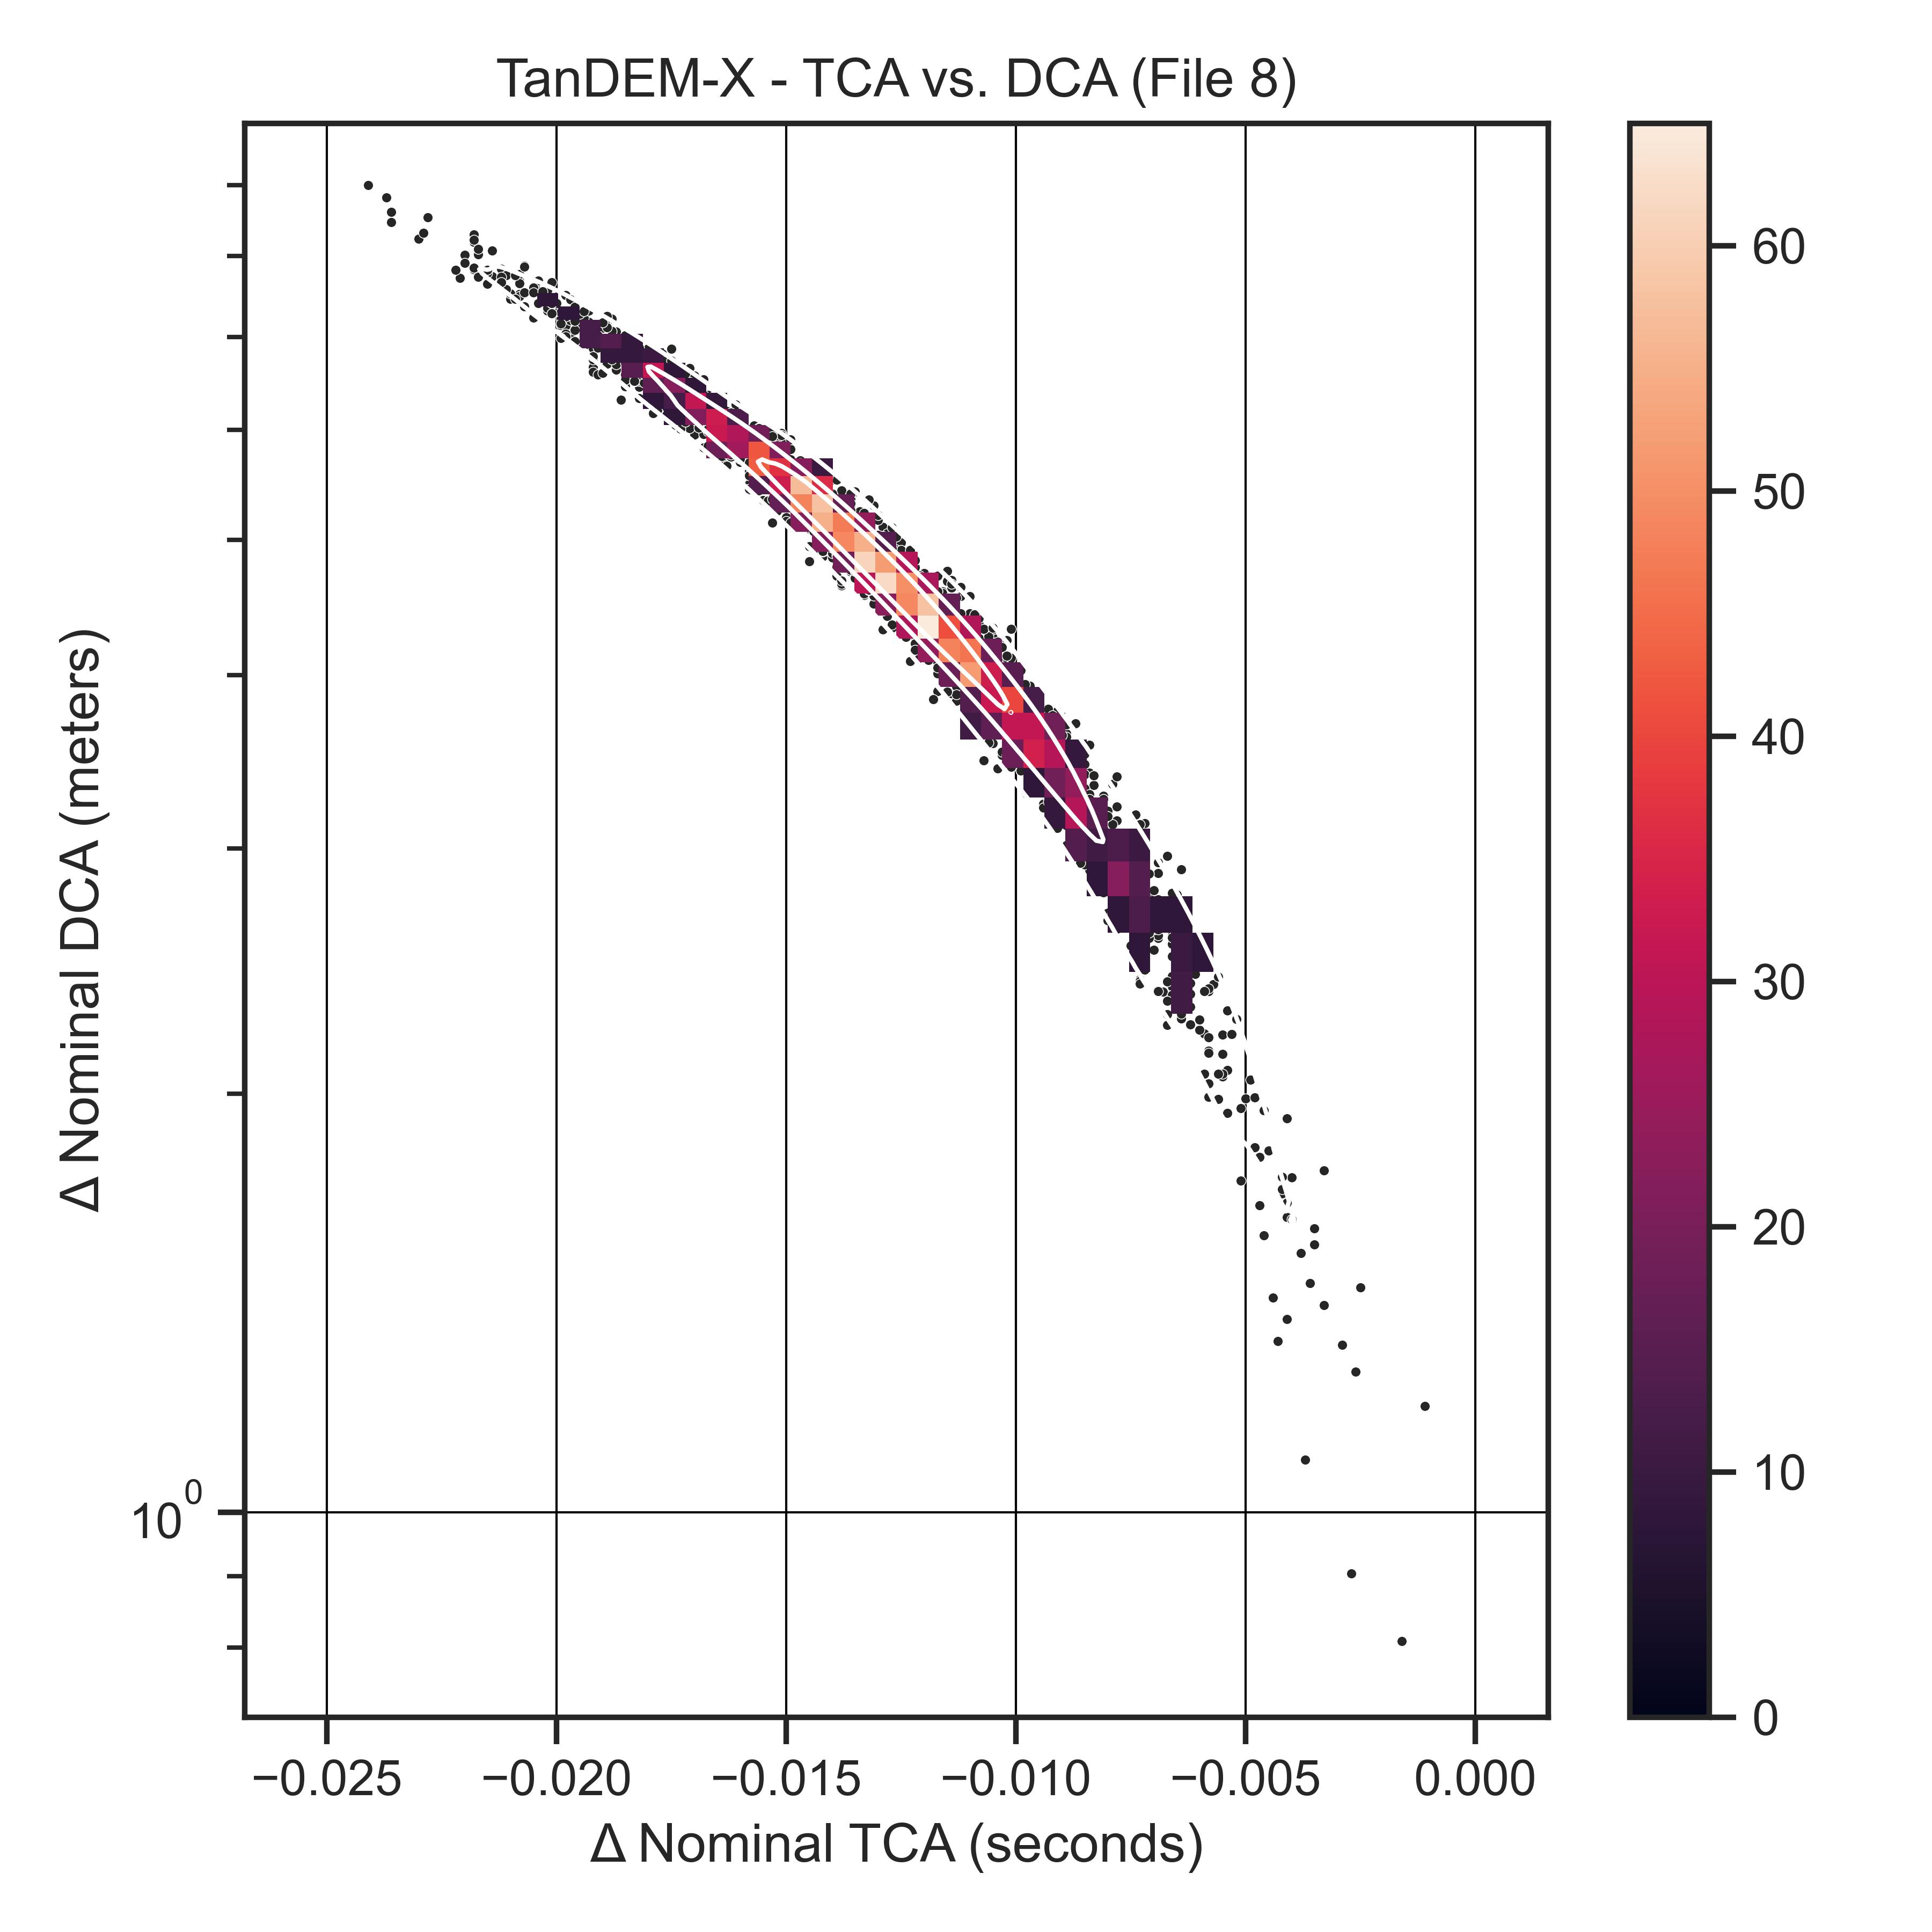 TanDEM-X - TCA vs. DCA (File 8)
Δ Nominal DCA (meters)
10⁰
−0.025 −0.020 −0.015 −0.010 −0.005 0.000
Δ Nominal TCA (seconds)
60
50
40
30
20
10
0